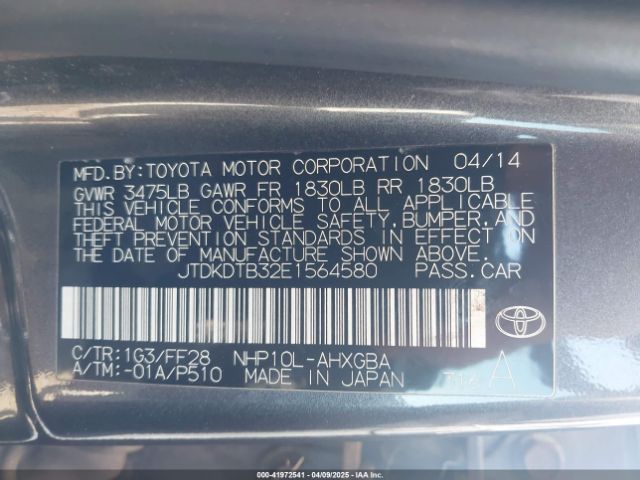 MFD.BY:TOYOTA MOTOR CORPORATION 04/14
GVWR 3475LB GAWR FR 1830LB RR 1830LB
THIS VEHICLE CONFORMS TO ALL APPLICABLE
FEDERAL MOTOR VEHICLE SAFETY,BUMPER,AND
THEFT PREVENTION STANDARDS IN EFFECT ON
THE DATE OF MANUFACTURE SHOWN ABOVE.
JTDKDTB32E1564580 PASS.CAR
C/TR:1G3/FF28 NHP10L-AHXGBA
A/TM:-01A/P510 MADE IN JAPAN 716 A
000-41972541 - 04/09/2025 - IAAI.COM